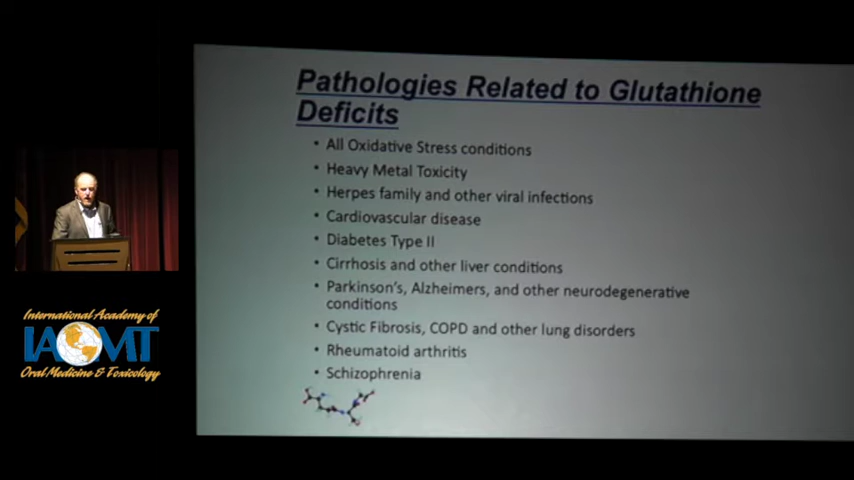 Pathologies Related to Glutathione
Deficits
• All Oxidative Stress conditions
• Heavy Metal Toxicity
• Herpes family and other viral infections
• Cardiovascular disease
• Diabetes Type II
• Cirrhosis and other liver conditions
• Parkinson's, Alzheimers, and other neurodegenerative
conditions
• Cystic Fibrosis, COPD and other lung disorders
• Rheumatoid arthritis
• Schizophrenia
International Academy of
IAOMT
Oral Medicine & Toxicology